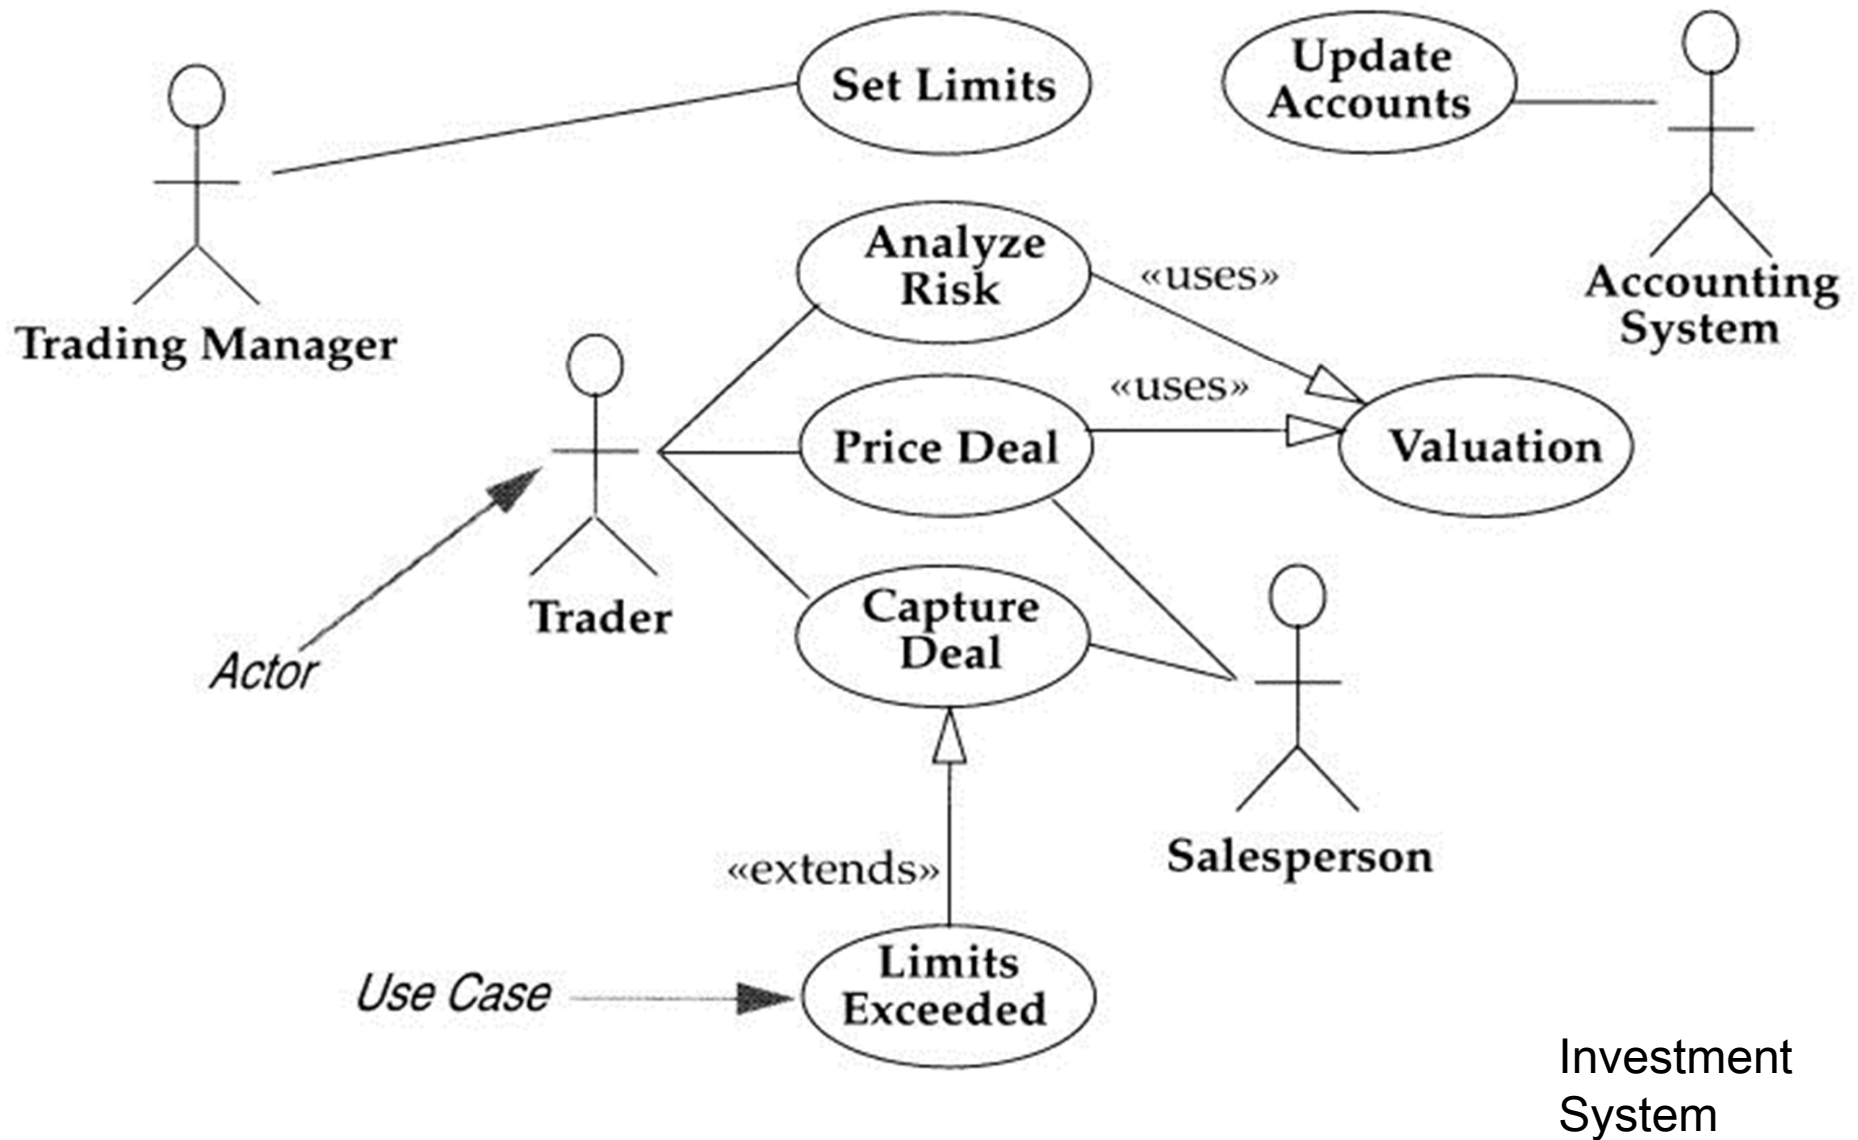 Set Limits
Update
Accounts
Analyze
Risk
«uses»
Accounting
System
Trading Manager
«uses»
Price Deal
Valuation
Capture
Deal
Trader
Actor
Salesperson
«extends»
Limits
Exceeded
Use Case
Investment
System